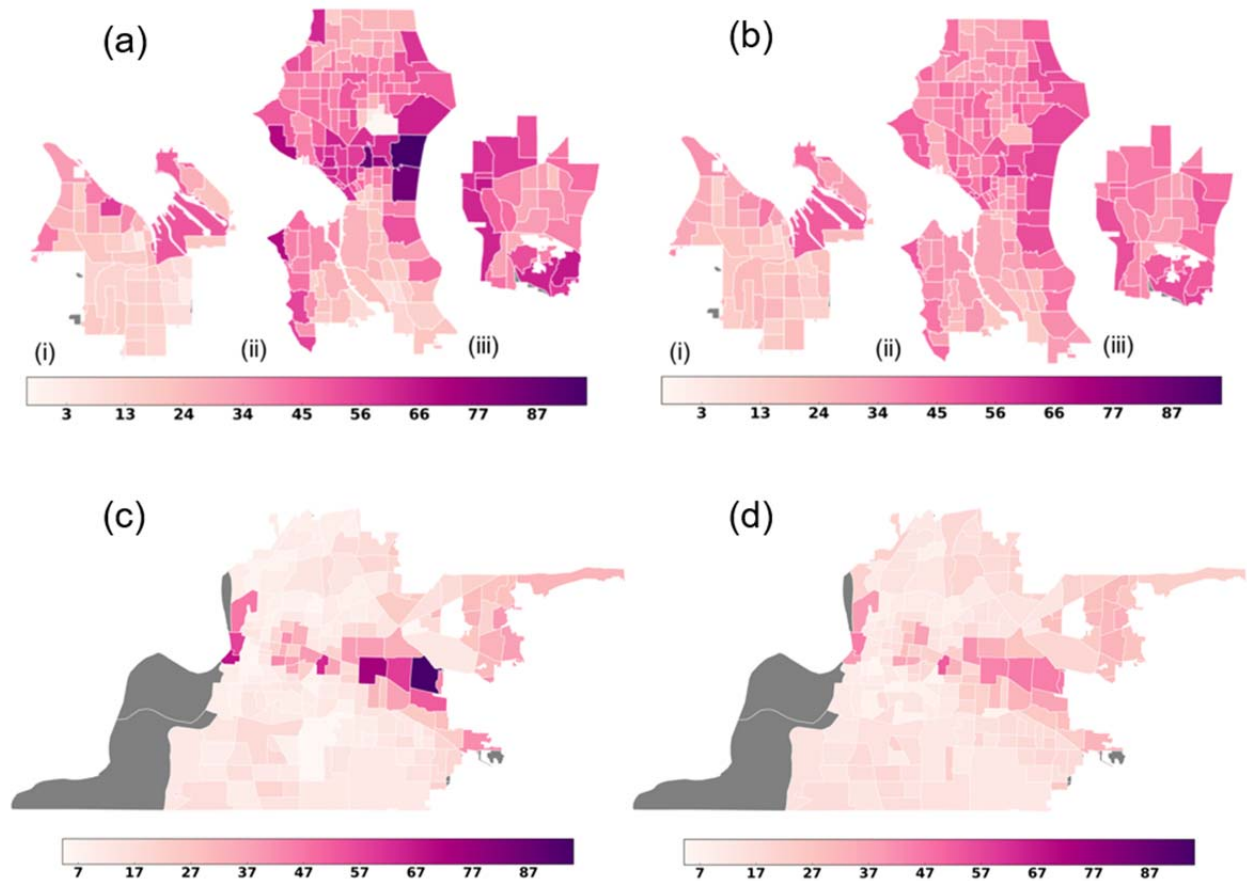 (a) (b)
(i) (ii) (iii) (i) (ii) (iii)
3 13 24 34 45 56 66 77 87 3 13 24 34 45 56 66 77 87
(c) (d)
7 17 27 37 47 57 67 77 87 7 17 27 37 47 57 67 77 87